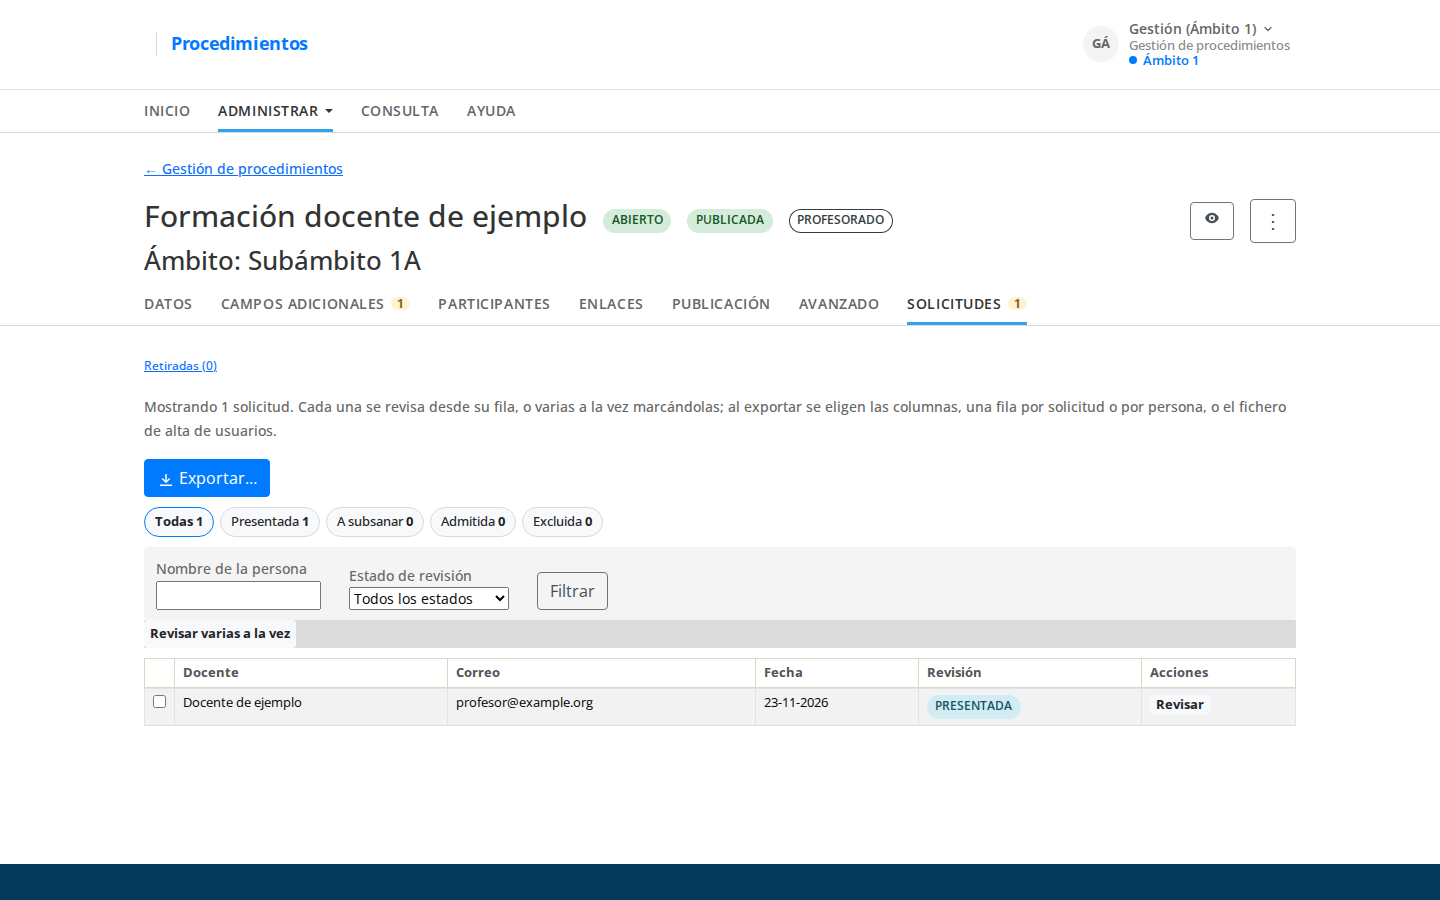 Procedimientos
GÁ
Gestión (Ámbito 1)
Gestión de procedimientos
Ámbito 1
INICIO ADMINISTRAR CONSULTA AYUDA
← Gestión de procedimientos
Formación docente de ejemplo ABIERTO PUBLICADA PROFESORADO
Ámbito: Subámbito 1A
DATOS CAMPOS ADICIONALES 1 PARTICIPANTES ENLACES PUBLICACIÓN AVANZADO SOLICITUDES 1
Retiradas (0)
Mostrando 1 solicitud. Cada una se revisa desde su fila, o varias a la vez marcándolas; al exportar se eligen las columnas, una fila por solicitud o por persona, o el fichero
de alta de usuarios.
Exportar...
Todas 1 Presentada 1 A subsanar 0 Admitida 0 Excluida 0
Nombre de la persona Estado de revisión
Todos los estados Filtrar
Revisar varias a la vez
Docente Correo Fecha Revisión Acciones
Docente de ejemplo profesor@example.org 23-11-2026 PRESENTADA Revisar